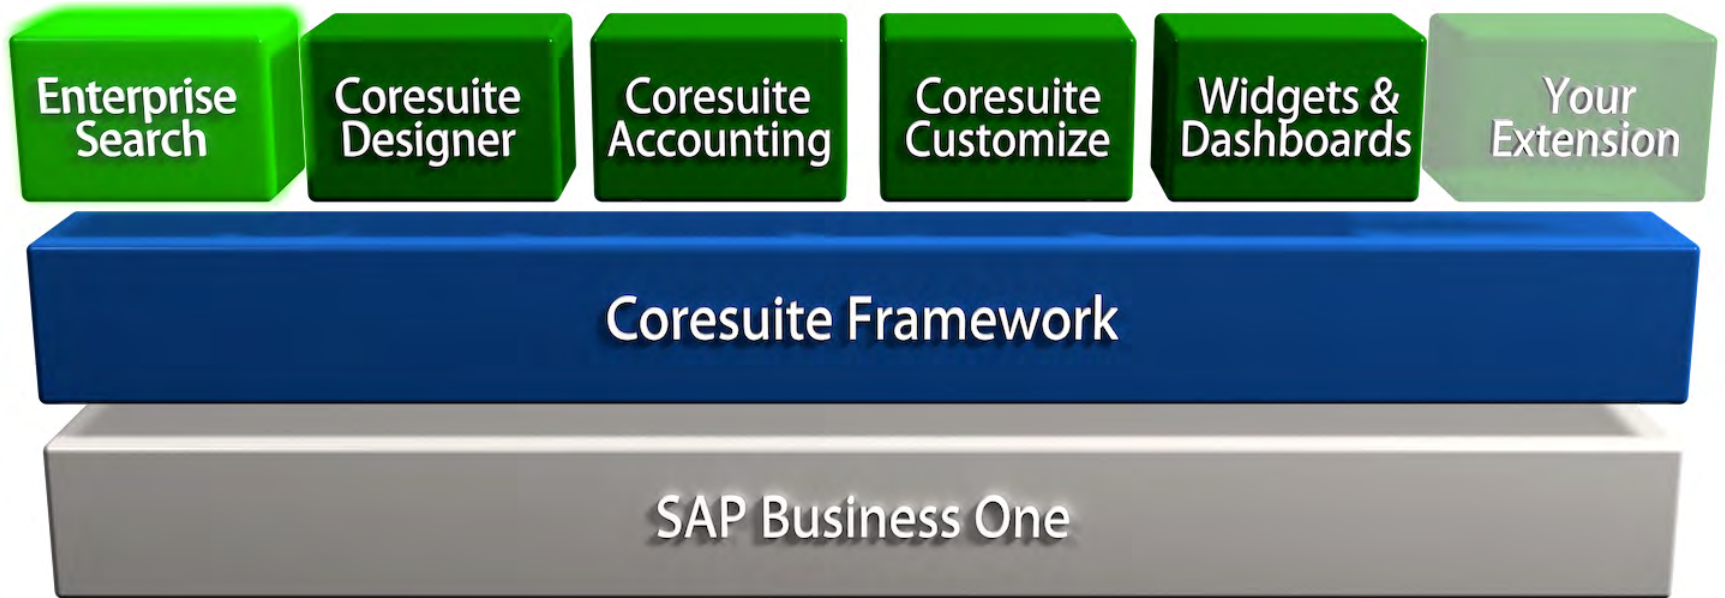 Enterprise
Search
Coresuite
Designer
Coresuite
Accounting
Coresuite
Customize
Widgets &
Dashboards
Your
Extension
Coresuite Framework
SAP Business One